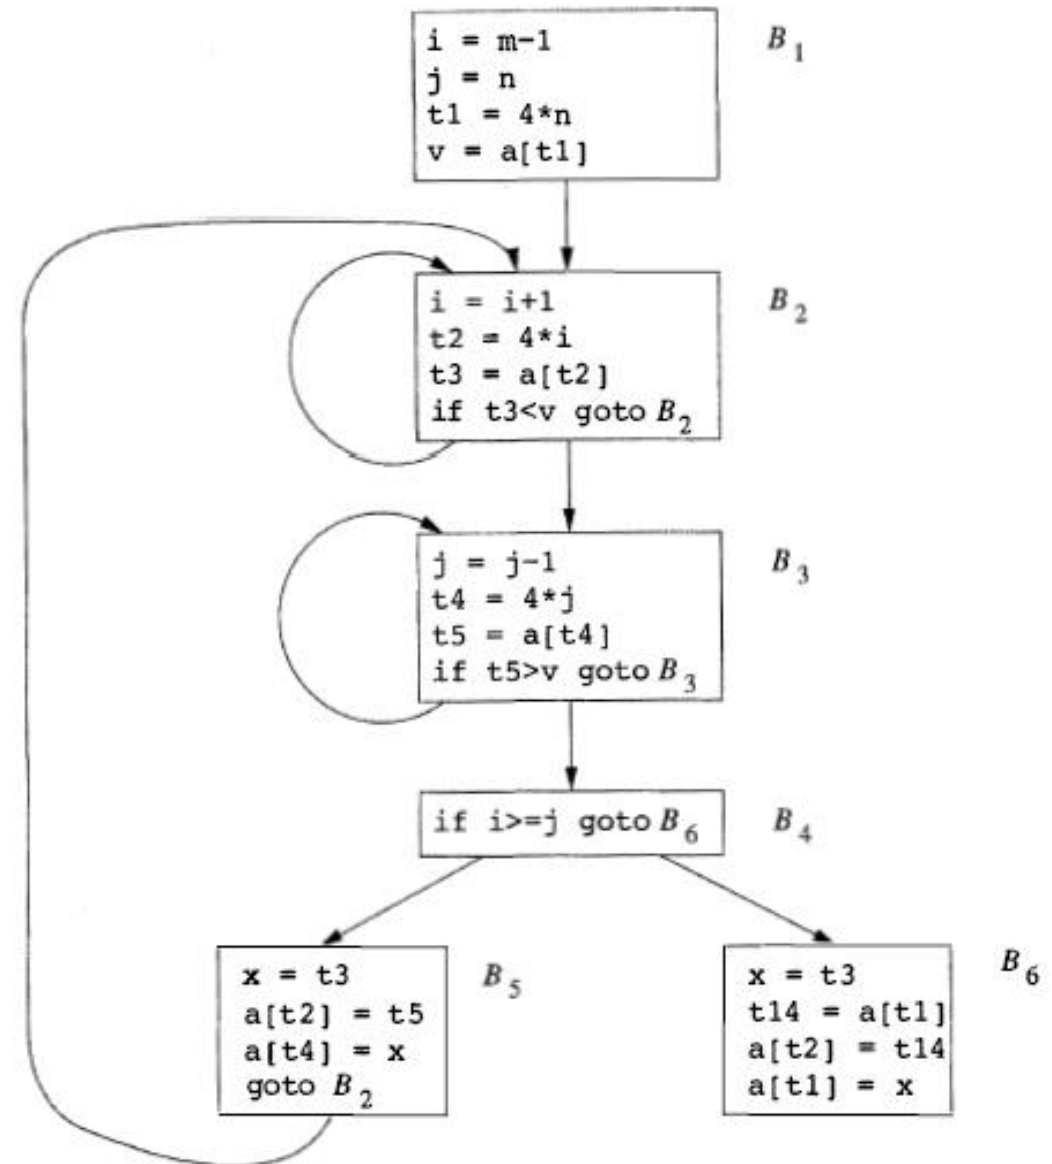 i = m-1
j = n
t1 = 4*n
v = a[t1]
B1
i = i+1
t2 = 4*i
t3 = a[t2]
if t3<v goto B2
B2
j = j-1
t4 = 4*j
t5 = a[t4]
if t5>v goto B3
B3
if i>=j goto B6
B4
x = t3
a[t2] = t5
a[t4] = x
goto B2
B5
x = t3
t14 = a[t1]
a[t2] = t14
a[t1] = x
B6